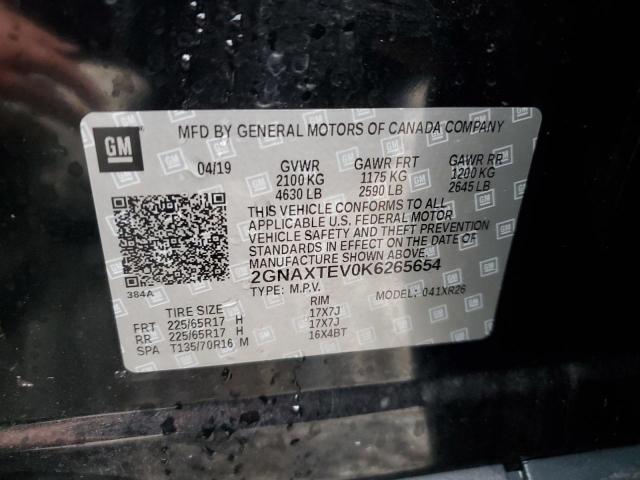 GM
MFD BY GENERAL MOTORS OF CANADA COMPANY
04/19 GVWR GAWR FRT GAWR RR
2100 KG 1175 KG 1200 KG
4630 LB 2590 LB 2645 LB
THIS VEHICLE CONFORMS TO ALL
APPLICABLE U.S. FEDERAL MOTOR
VEHICLE SAFETY AND THEFT PREVENTION
STANDARDS IN EFFECT ON THE DATE OF
MANUFACTURE SHOWN ABOVE.
384A
2GNAXTEV0K6265654
TYPE: M.P.V. MODEL: 041XR26
TIRE SIZE RIM
FRT 225/65R17 H 17X7J
RR 225/65R17 H 17X7J
SPA T135/70R16 M 16X4BT